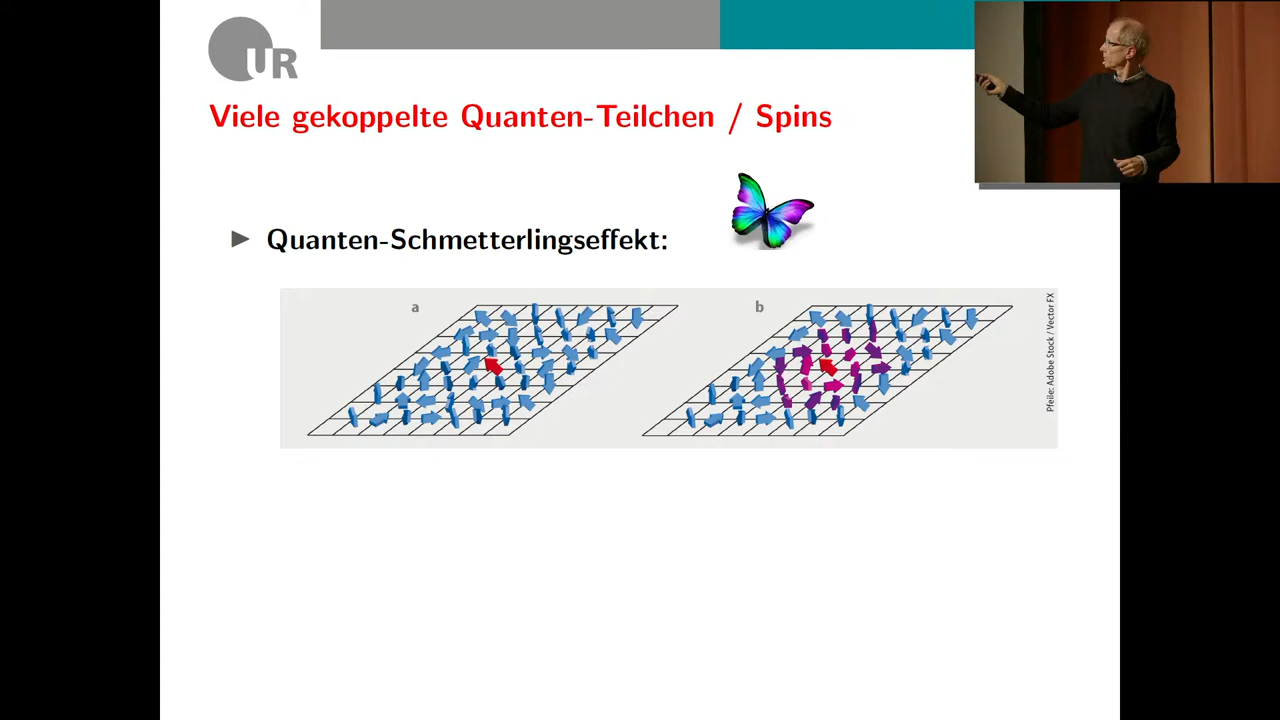 UR
Viele gekoppelte Quanten-Teilchen / Spins
Quanten-Schmetterlingseffekt:
a
b
Pfeile: Adobe Stock / Vector FX